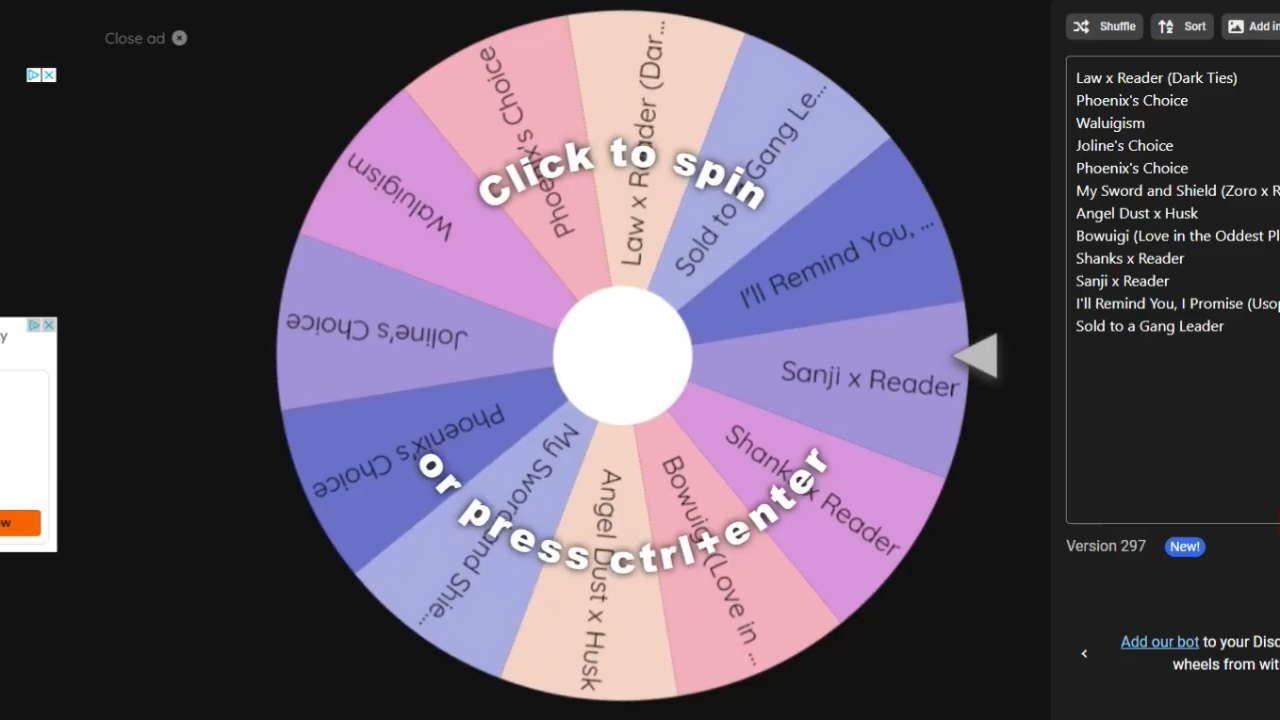 Close ad
Shuffle
Sort
Add in
Law x Reader (Dark Ties)
Phoenix's Choice
Waluigism
Joline's Choice
Phoenix's Choice
My Sword and Shield (Zoro x R
Angel Dust x Husk
Bowuigi (Love in the Oddest Pl
Shanks x Reader
Sanji x Reader
I'll Remind You, I Promise (Usop
Sold to a Gang Leader
Click to spin
or press ctrl+enter
Law x Reader (Dar...
Sold to a Gang Le...
I'll Remind You, ...
Sanji x Reader
Shanks x Reader
Bowuigi (Love in ...
Angel Dust x Husk
My Sword and Shie...
Phoenix's Choice
Joline's Choice
Waluigism
Phoenix's Choice
y
ow
Version 297
New!
Add our bot to your Disc
wheels from wit